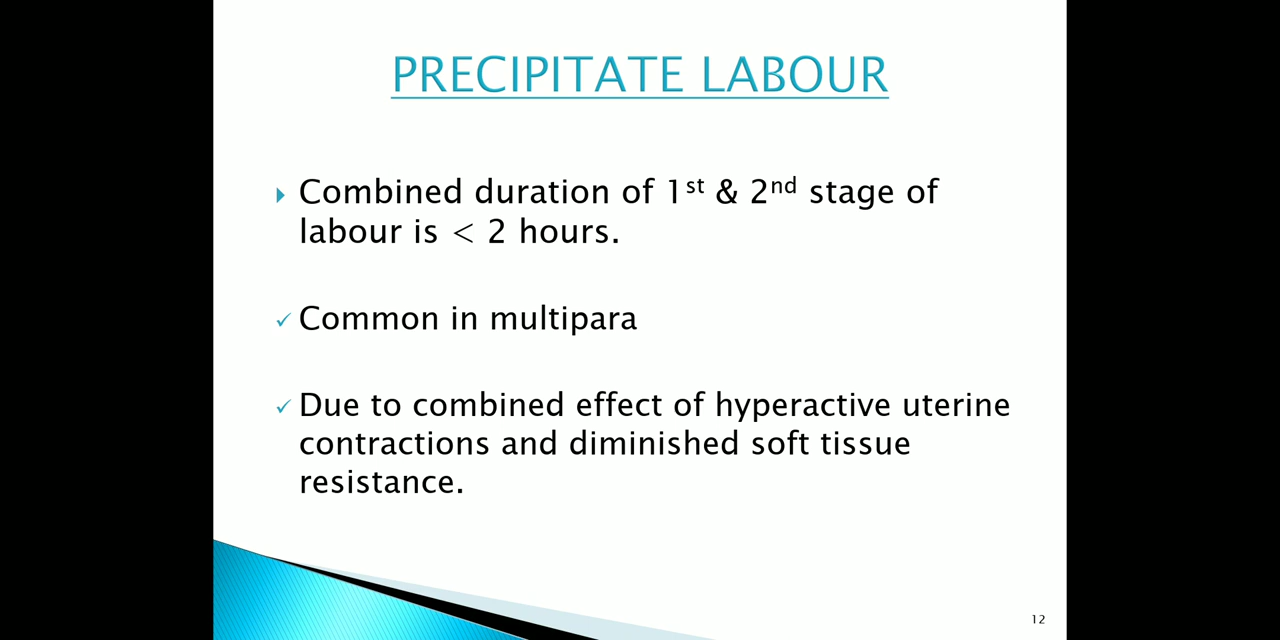 PRECIPITATE LABOUR
Combined duration of 1st & 2nd stage of
labour is < 2 hours.
Common in multipara
Due to combined effect of hyperactive uterine
contractions and diminished soft tissue
resistance.
12